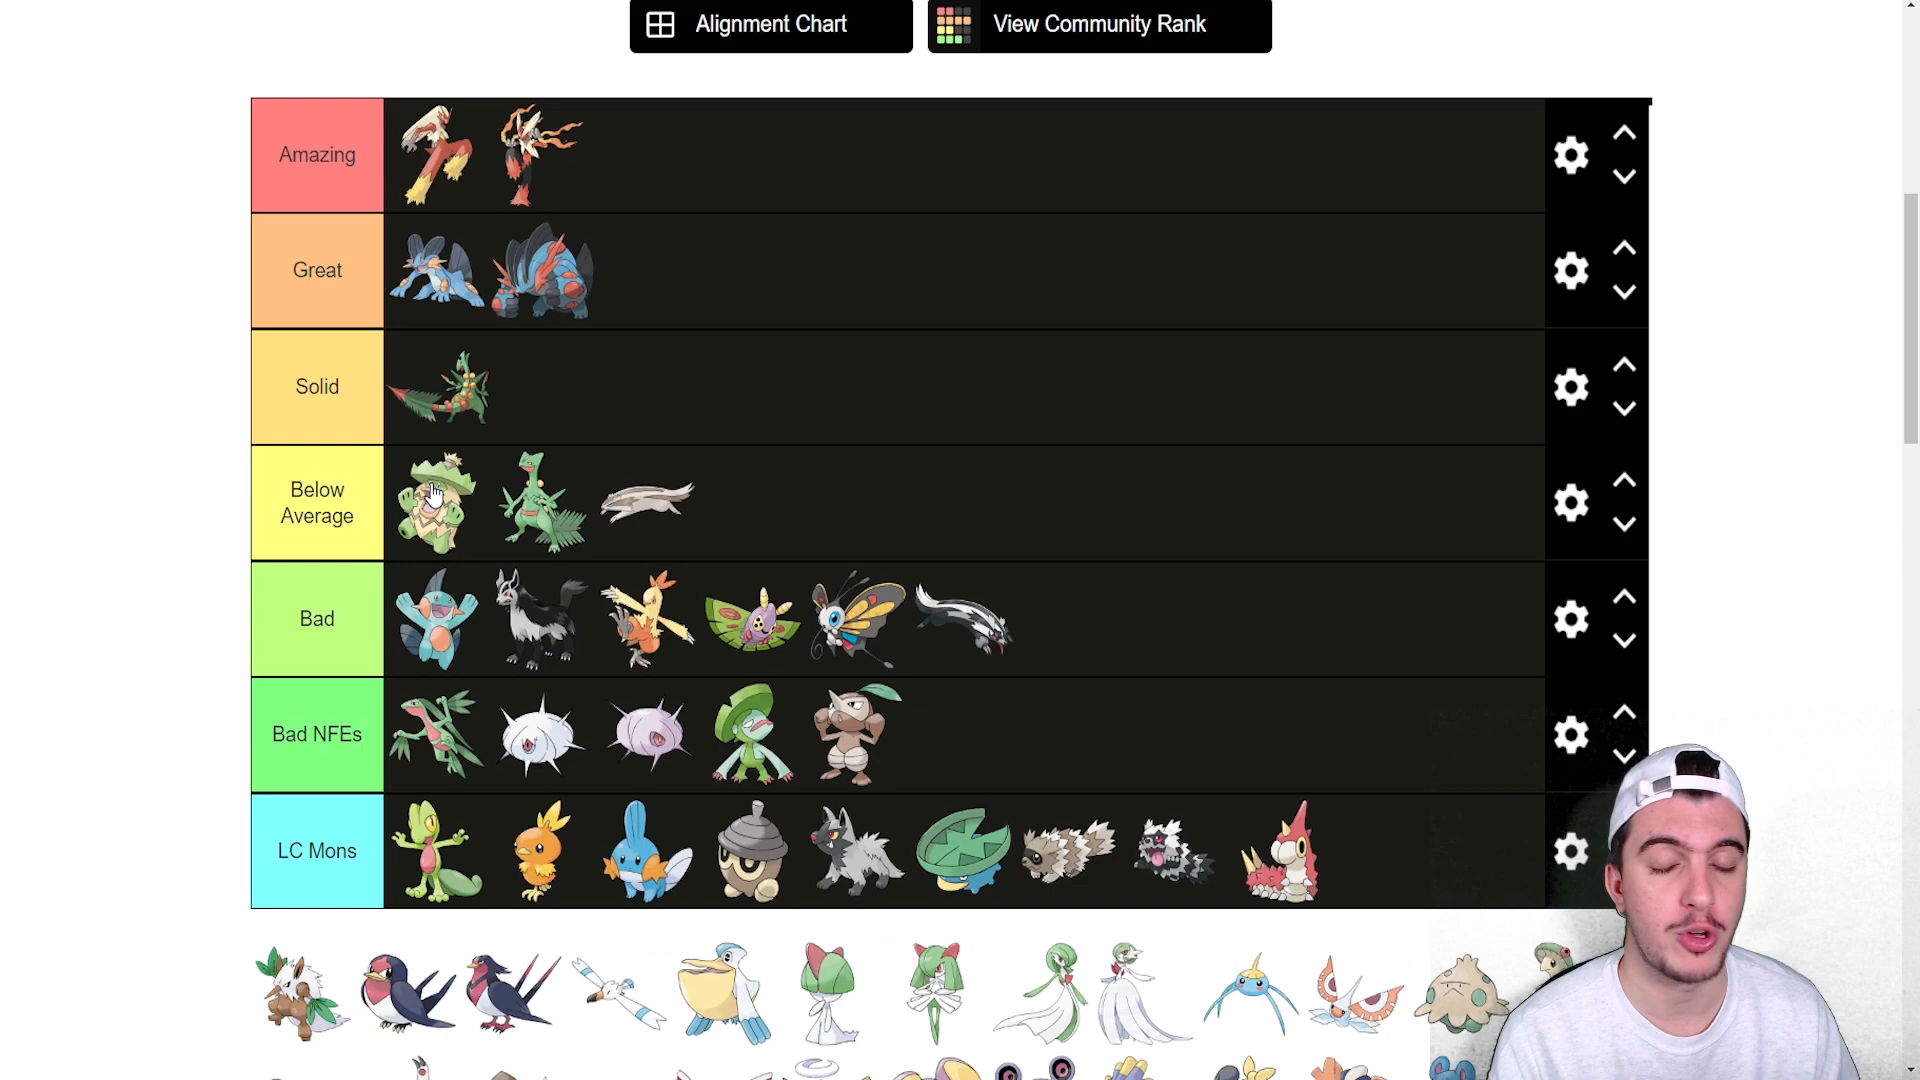 Alignment Chart
View Community Rank
Amazing
Great
Solid
Below
Average
Bad
Bad NFEs
LC Mons